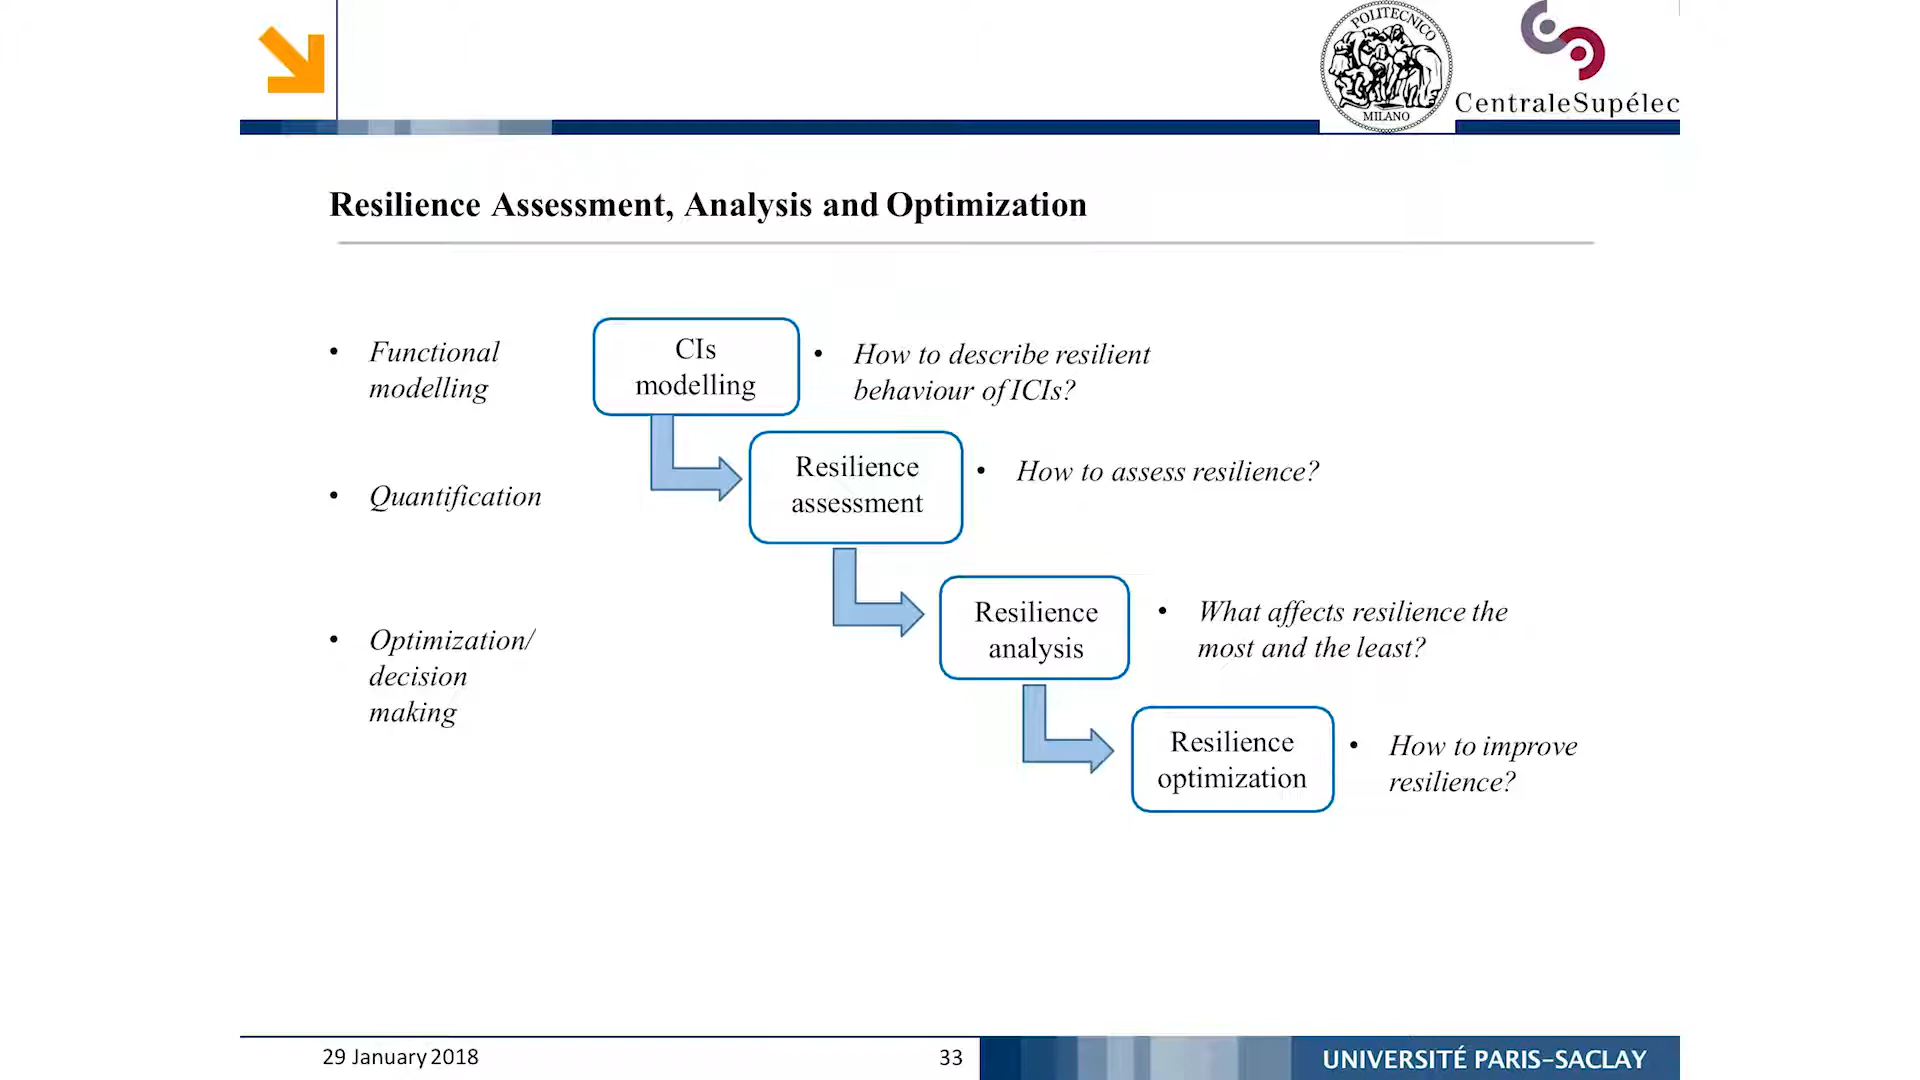 POLITECNICO
MILANO
CentraleSupélec
Resilience Assessment, Analysis and Optimization
• Functional
modelling
CIs
modelling
• How to describe resilient
behaviour of ICIs?
• Quantification
Resilience
assessment
• How to assess resilience?
• Optimization/
decision
making
Resilience
analysis
• What affects resilience the
most and the least?
Resilience
optimization
• How to improve
resilience?
29 January 2018
33
UNIVERSITÉ PARIS-SACLAY